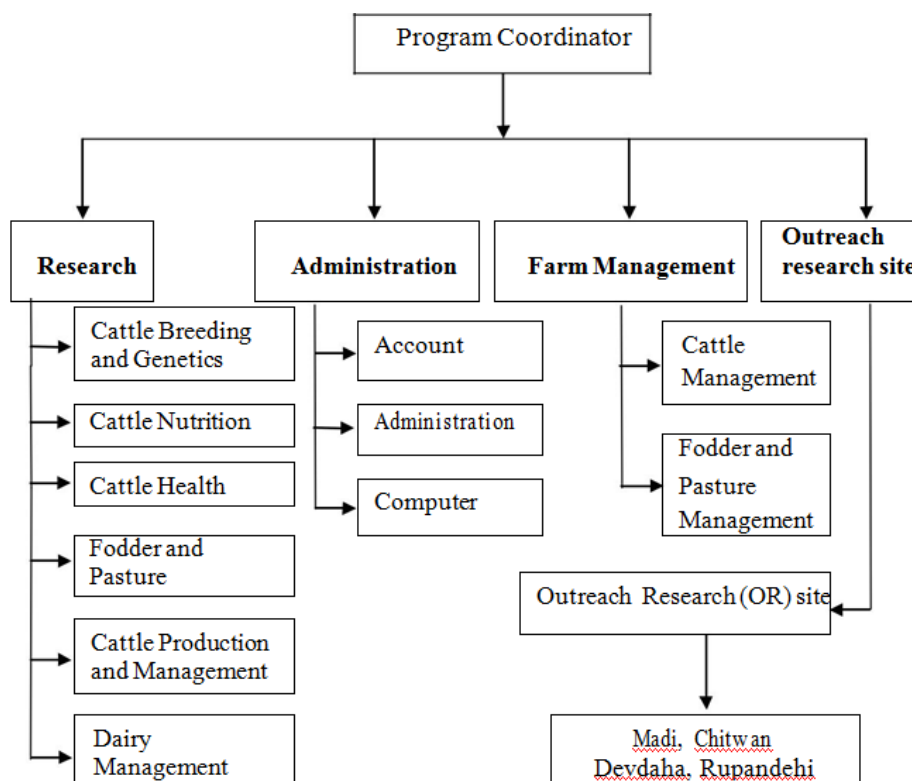 Program Coordinator
Research
Administration
Farm Management
Outreach
research site
Cattle Breeding
and Genetics
Cattle Nutrition
Cattle Health
Fodder and
Pasture
Cattle Production
and Management
Dairy
Management
Account
Administration
Computer
Cattle
Management
Fodder and
Pasture
Management
Outreach Research (OR) site
Madi, Chitwan
Devdaha, Rupandehi